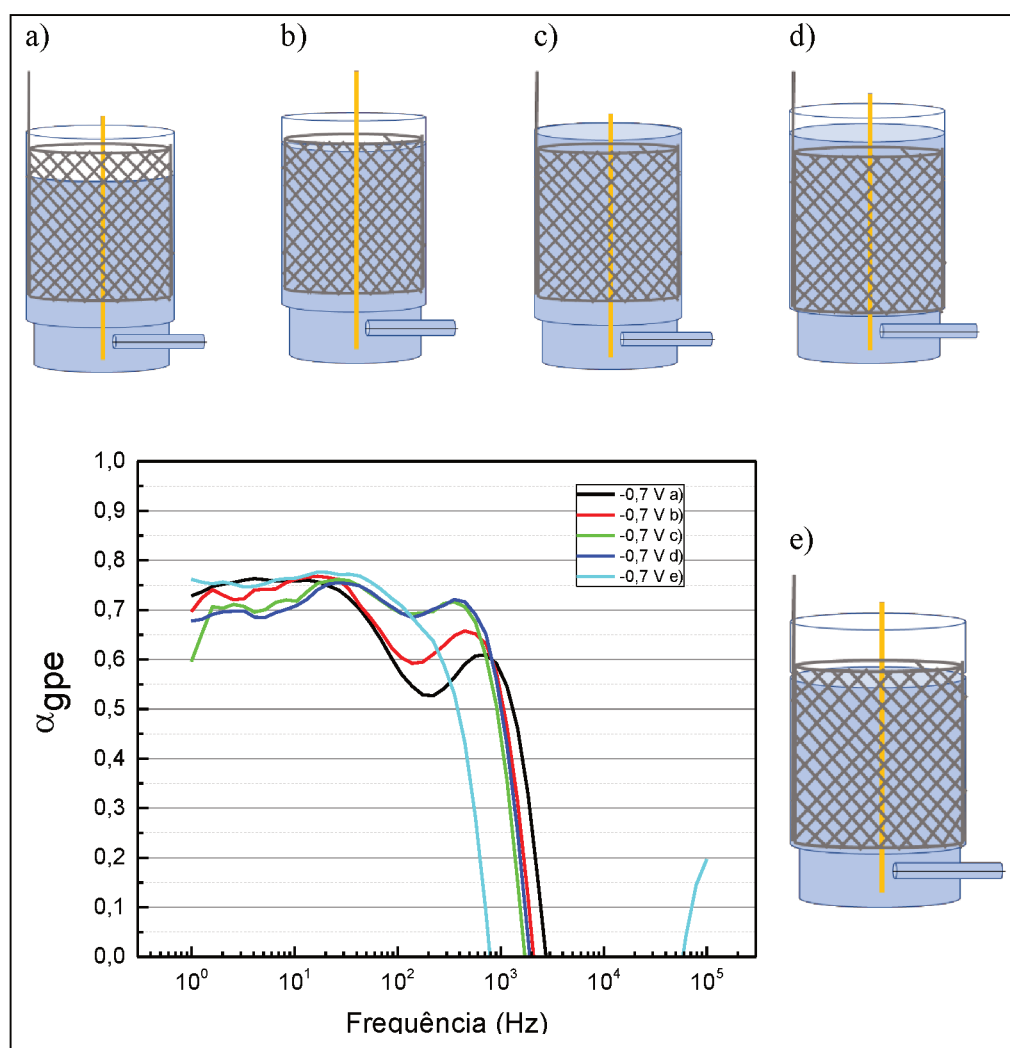 a)
b)
c)
d)
1,0
0,9
0,8
0,7
0,6
0,5
0,4
0,3
0,2
0,1
0,0
αgpe
-0,7 V a)
-0,7 V b)
-0,7 V c)
-0,7 V d)
-0,7 V e)
e)
10⁰
10¹
10²
10³
10⁴
10⁵
Frequência (Hz)